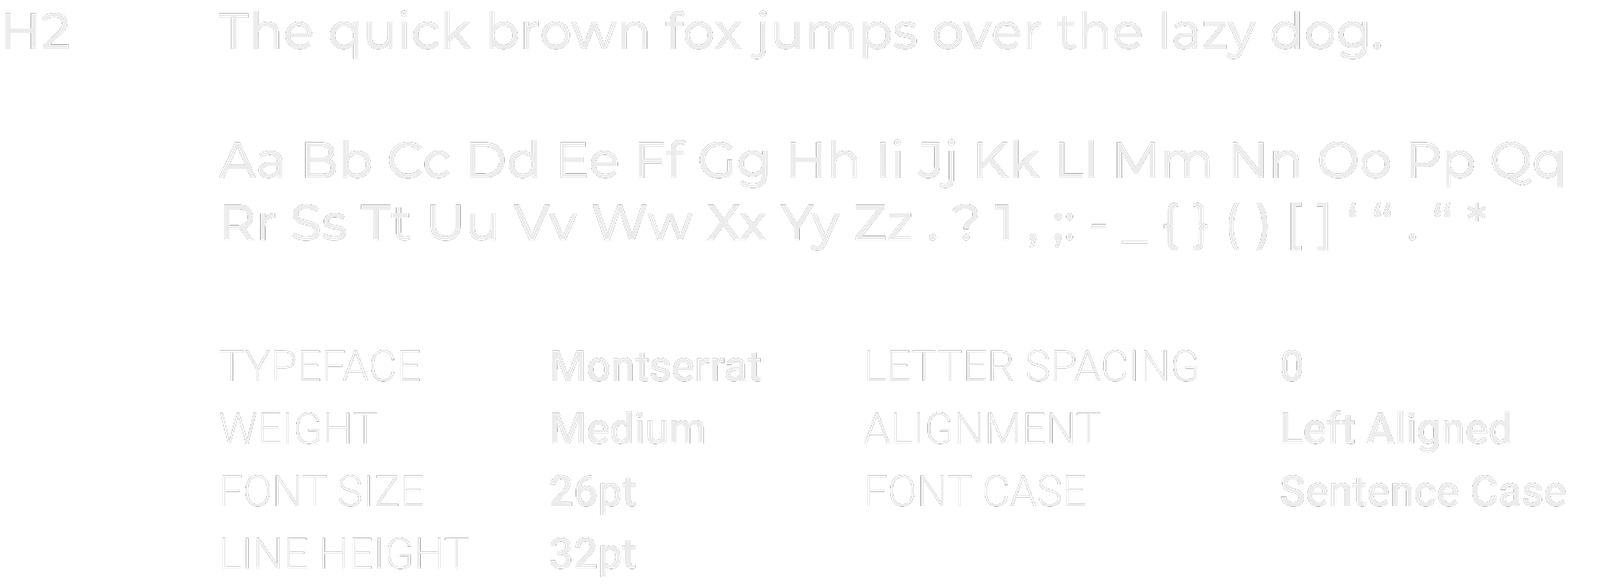 H2 The quick brown fox jumps over the lazy dog.
Aa Bb Cc Dd Ee Ff Gg Hh Ii Jj Kk Ll Mm Nn Oo Pp Qq
Rr Ss Tt Uu Vv Ww Xx Yy Zz . ? 1 , ;: - _ { } ( ) [ ] ‘ “ . “ *
TYPEFACE Montserrat LETTER SPACING 0
WEIGHT Medium ALIGNMENT Left Aligned
FONT SIZE 26pt FONT CASE Sentence Case
LINE HEIGHT 32pt